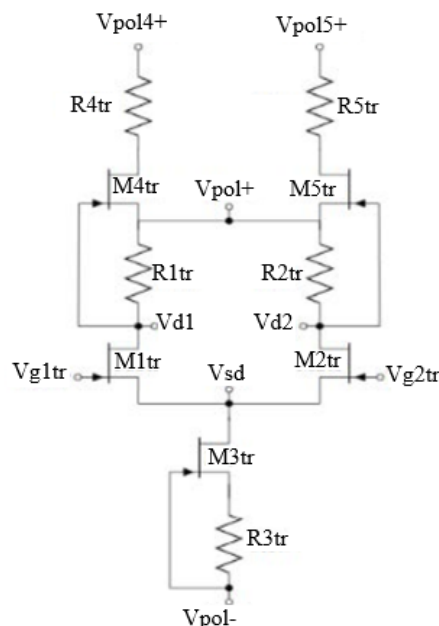 Vpol4+ Vpol5+
R4tr R5tr
M4tr Vpol+ M5tr
R1tr R2tr
Vd1 Vd2
Vg1tr M1tr Vsd M2tr Vg2tr
M3tr
R3tr
Vpol-